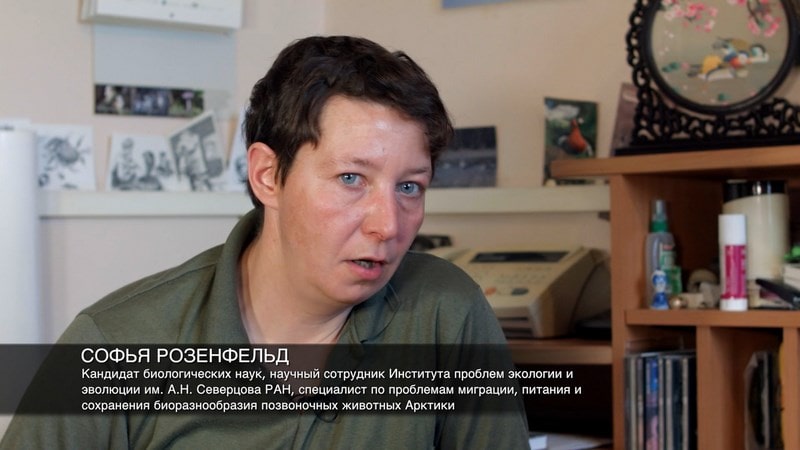 СОФЬЯ РОЗЕНФЕЛЬД
Кандидат биологических наук, научный сотрудник Института проблем экологии и
эволюции им. А.Н. Северцова РАН, специалист по проблемам миграции, питания и
сохранения биоразнообразия позвоночных животных Арктики